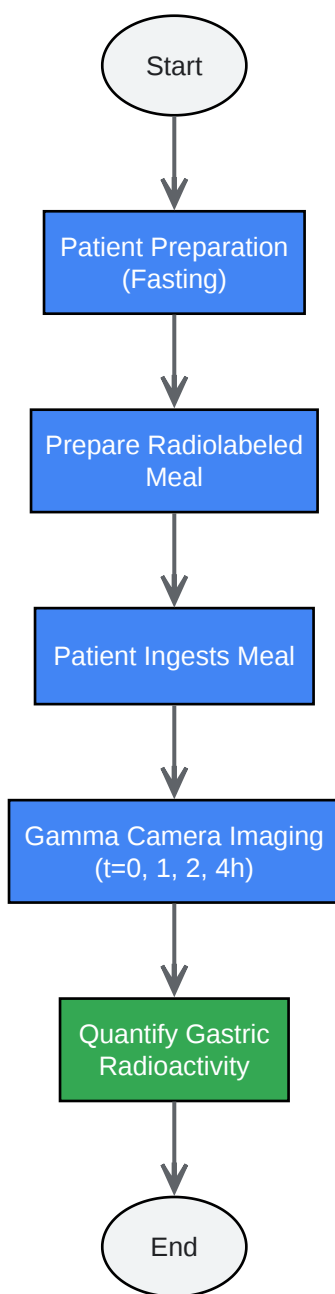 Start
Patient Preparation
(Fasting)
Prepare Radiolabeled
Meal
Patient Ingests Meal
Gamma Camera Imaging
(t=0, 1, 2, 4h)
Quantify Gastric
Radioactivity
End